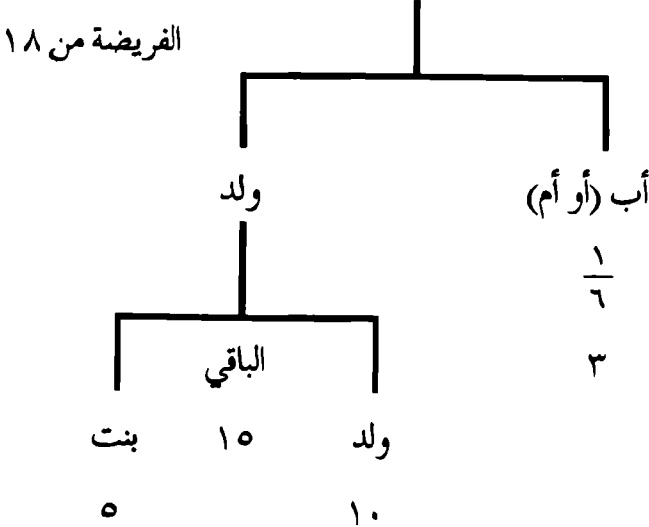 الفريضة من ١٨
أب (أو أم) ولد
١
٦
الباقي ٣
ولد ١٥ بنت
١٠ ٥